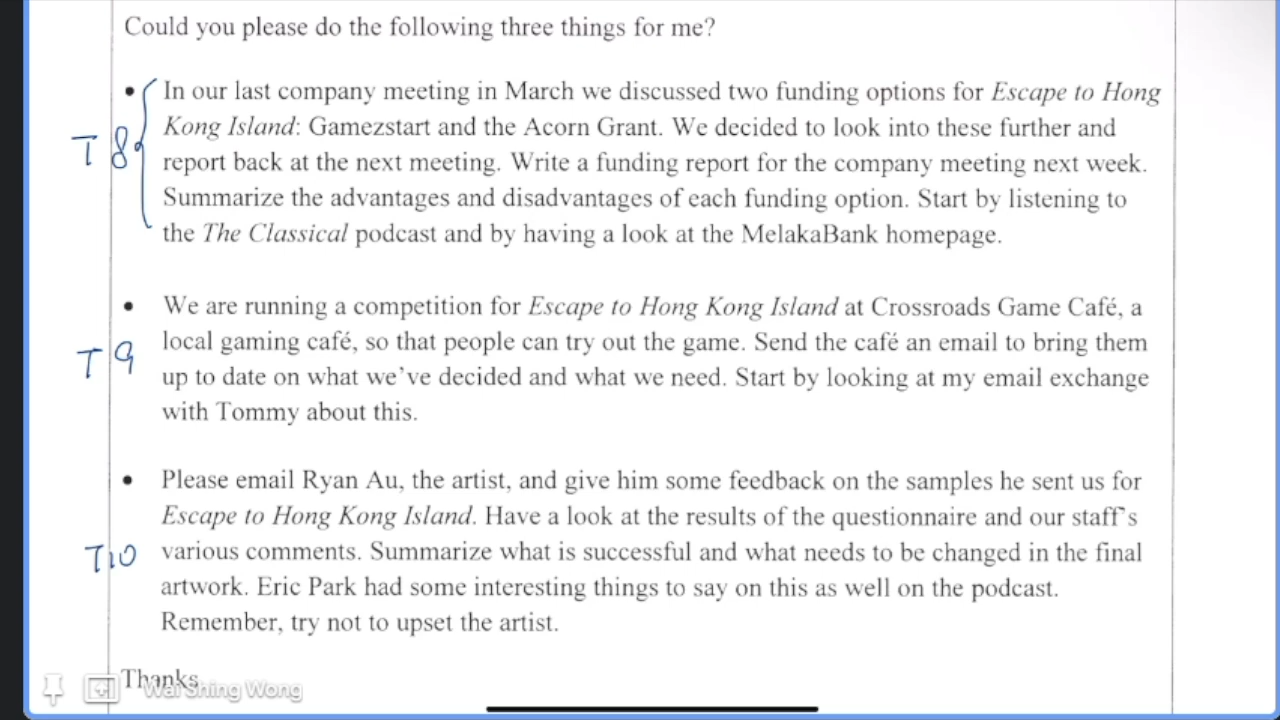 Could you please do the following three things for me?
• In our last company meeting in March we discussed two funding options for Escape to Hong
Kong Island: Gamezstart and the Acorn Grant. We decided to look into these further and
T8 report back at the next meeting. Write a funding report for the company meeting next week.
Summarize the advantages and disadvantages of each funding option. Start by listening to
the The Classical podcast and by having a look at the MelakaBank homepage.
• We are running a competition for Escape to Hong Kong Island at Crossroads Game Café, a
T9 local gaming café, so that people can try out the game. Send the café an email to bring them
up to date on what we've decided and what we need. Start by looking at my email exchange
with Tommy about this.
• Please email Ryan Au, the artist, and give him some feedback on the samples he sent us for
Escape to Hong Kong Island. Have a look at the results of the questionnaire and our staff's
T10 various comments. Summarize what is successful and what needs to be changed in the final
artwork. Eric Park had some interesting things to say on this as well on the podcast.
Remember, try not to upset the artist.
Thanks
Wai Shing Wong